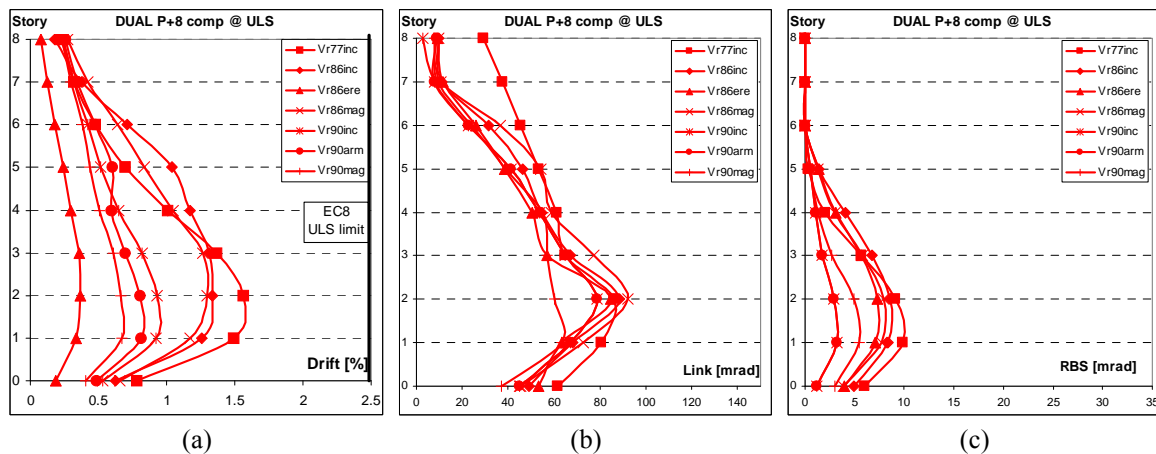 DUAL P+8 comp @ ULS
Story
8
7
6
5
4
3
2
1
0
0
0.5
1
1.5
2
2.5
Drift [%]
EC8
ULS limit
Vr77inc
Vr86inc
Vr86ere
Vr86mag
Vr90inc
Vr90arm
Vr90mag
(a)
DUAL P+8 comp @ ULS
Story
8
7
6
5
4
3
2
1
0
0
20
40
60
80
100
120
140
Link [mrad]
Vr77inc
Vr86inc
Vr86ere
Vr86mag
Vr90inc
Vr90arm
Vr90mag
(b)
DUAL P+8 comp @ ULS
Story
8
7
6
5
4
3
2
1
0
0
5
10
15
20
25
30
35
RBS [mrad]
Vr77inc
Vr86inc
Vr86ere
Vr86mag
Vr90inc
Vr90arm
Vr90mag
(c)